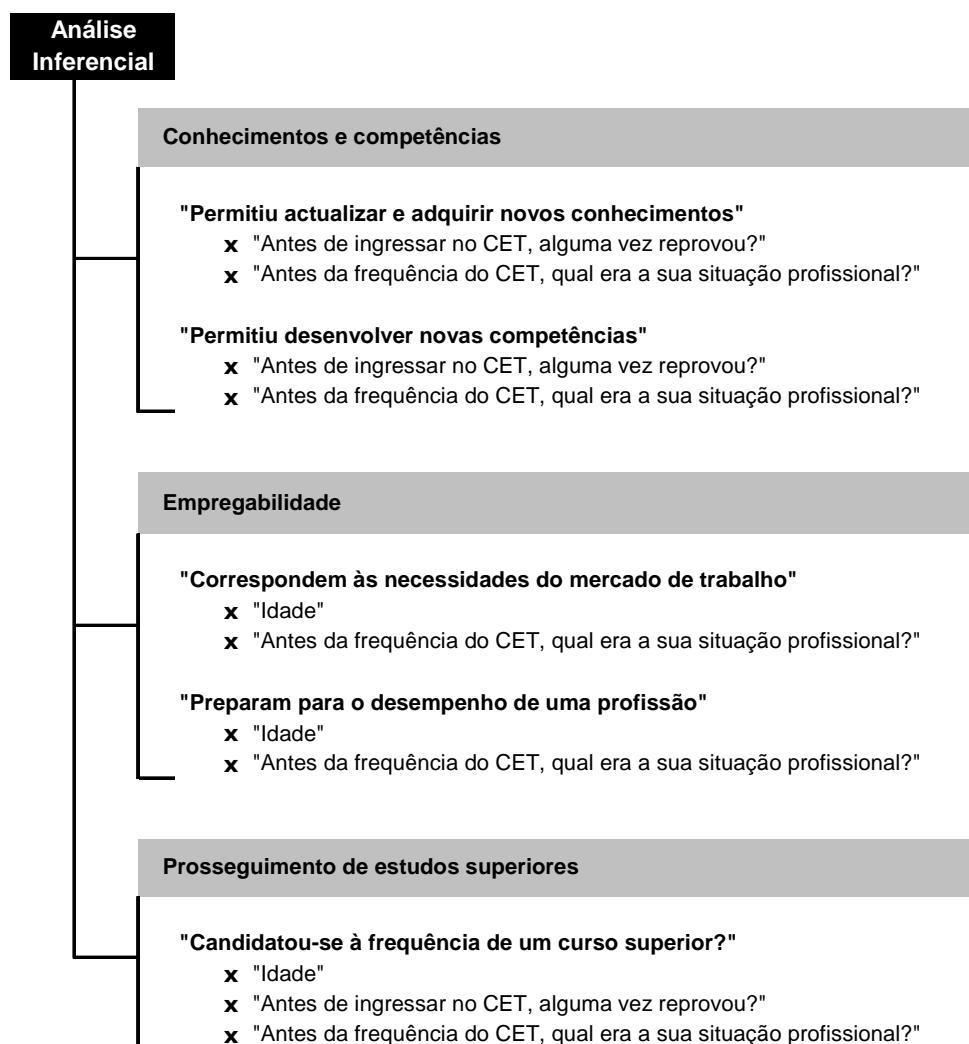 Análise
Inferencial
Conhecimentos e competências
"Permitiu actualizar e adquirir novos conhecimentos"
x "Antes de ingressar no CET, alguma vez reprovou?"
x "Antes da frequência do CET, qual era a sua situação profissional?"
"Permitiu desenvolver novas competências"
x "Antes de ingressar no CET, alguma vez reprovou?"
x "Antes da frequência do CET, qual era a sua situação profissional?"
Empregabilidade
"Correspondem às necessidades do mercado de trabalho"
x "Idade"
x "Antes da frequência do CET, qual era a sua situação profissional?"
"Preparam para o desempenho de uma profissão"
x "Idade"
x "Antes da frequência do CET, qual era a sua situação profissional?"
Prosseguimento de estudos superiores
"Candidatou-se à frequência de um curso superior?"
x "Idade"
x "Antes de ingressar no CET, alguma vez reprovou?"
x "Antes da frequência do CET, qual era a sua situação profissional?"